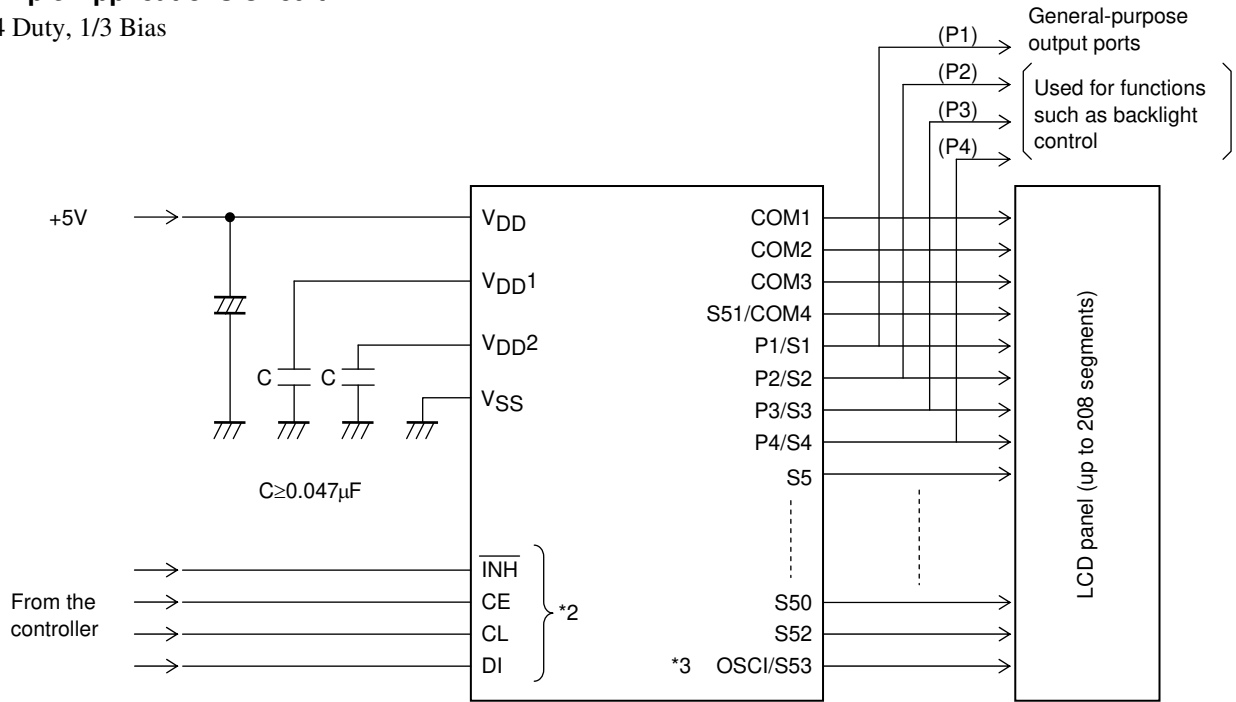 4 Duty, 1/3 Bias
General-purpose
output ports
(P1)
(P2)
(P3)
(P4)
Used for functions
such as backlight
control
+5V
VDD
VDD1
VDD2
VSS
C
C
C≥0.047μF
COM1
COM2
COM3
S51/COM4
P1/S1
P2/S2
P3/S3
P4/S4
S5
S50
S52
*3 OSCI/S53
LCD panel (up to 208 segments)
From the
controller
INH
CE
CL
DI
*2